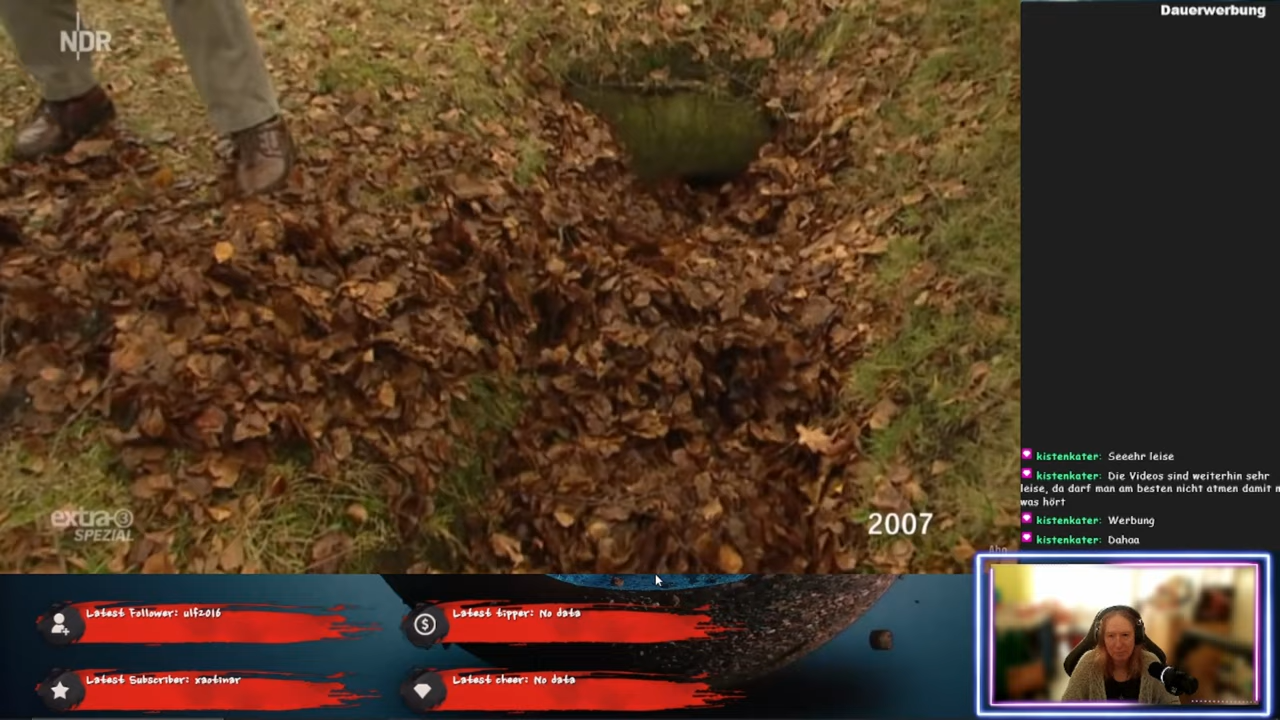 Dauerwerbung
NDR
kistenkater: Seeehr leise
kistenkater: Die Videos sind weiterhin sehr
leise, da darf man am besten nicht atmen damit m
was hört
kistenkater: Werbung
kistenkater: Dahaa
extra 3
SPEZIAL
2007
Abo
Latest Follower: ulf2016
Latest tipper: No data
Latest Subscriber: xaotinar
Latest cheer: No data